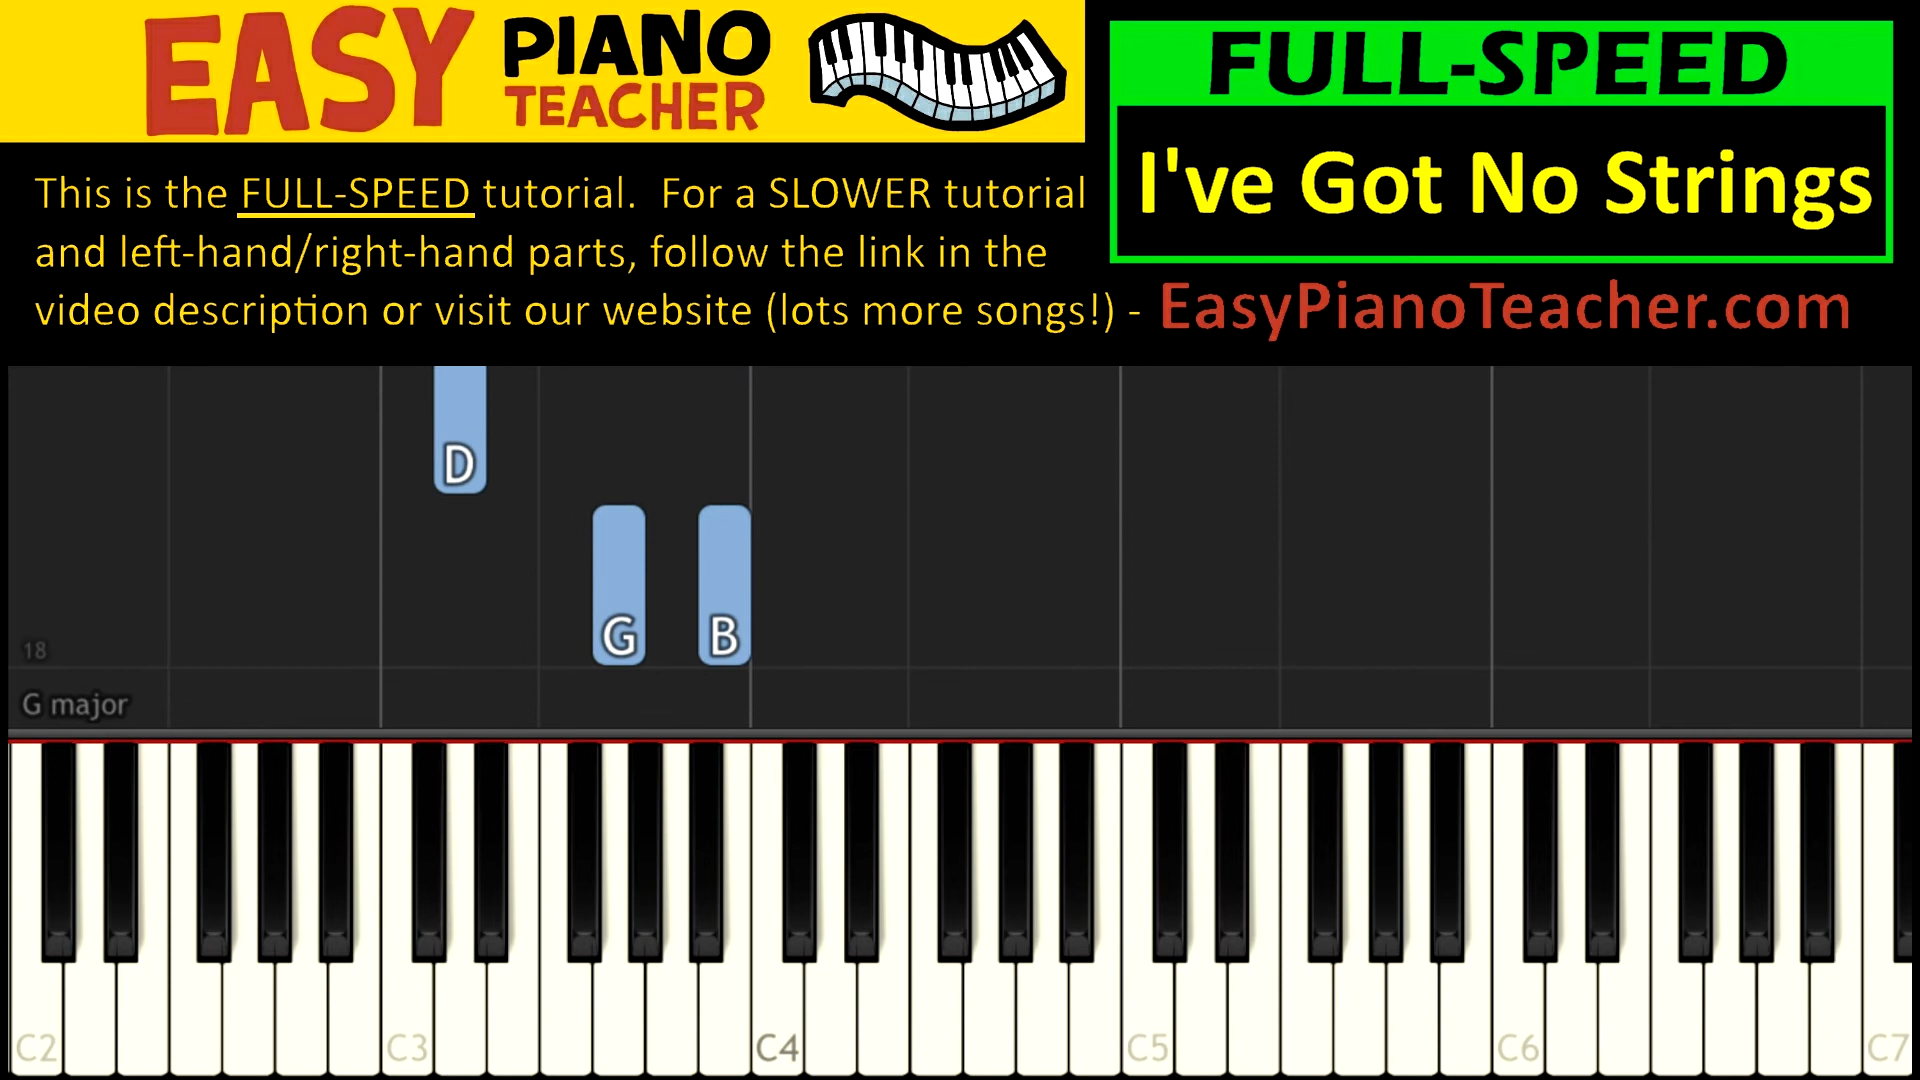 EASY PIANO TEACHER
FULL-SPEED
I've Got No Strings
This is the FULL-SPEED tutorial. For a SLOWER tutorial
and left-hand/right-hand parts, follow the link in the
video description or visit our website (lots more songs!) - EasyPianoTeacher.com
D
G B
18
G major
C2 C3 C4 C5 C6 C7